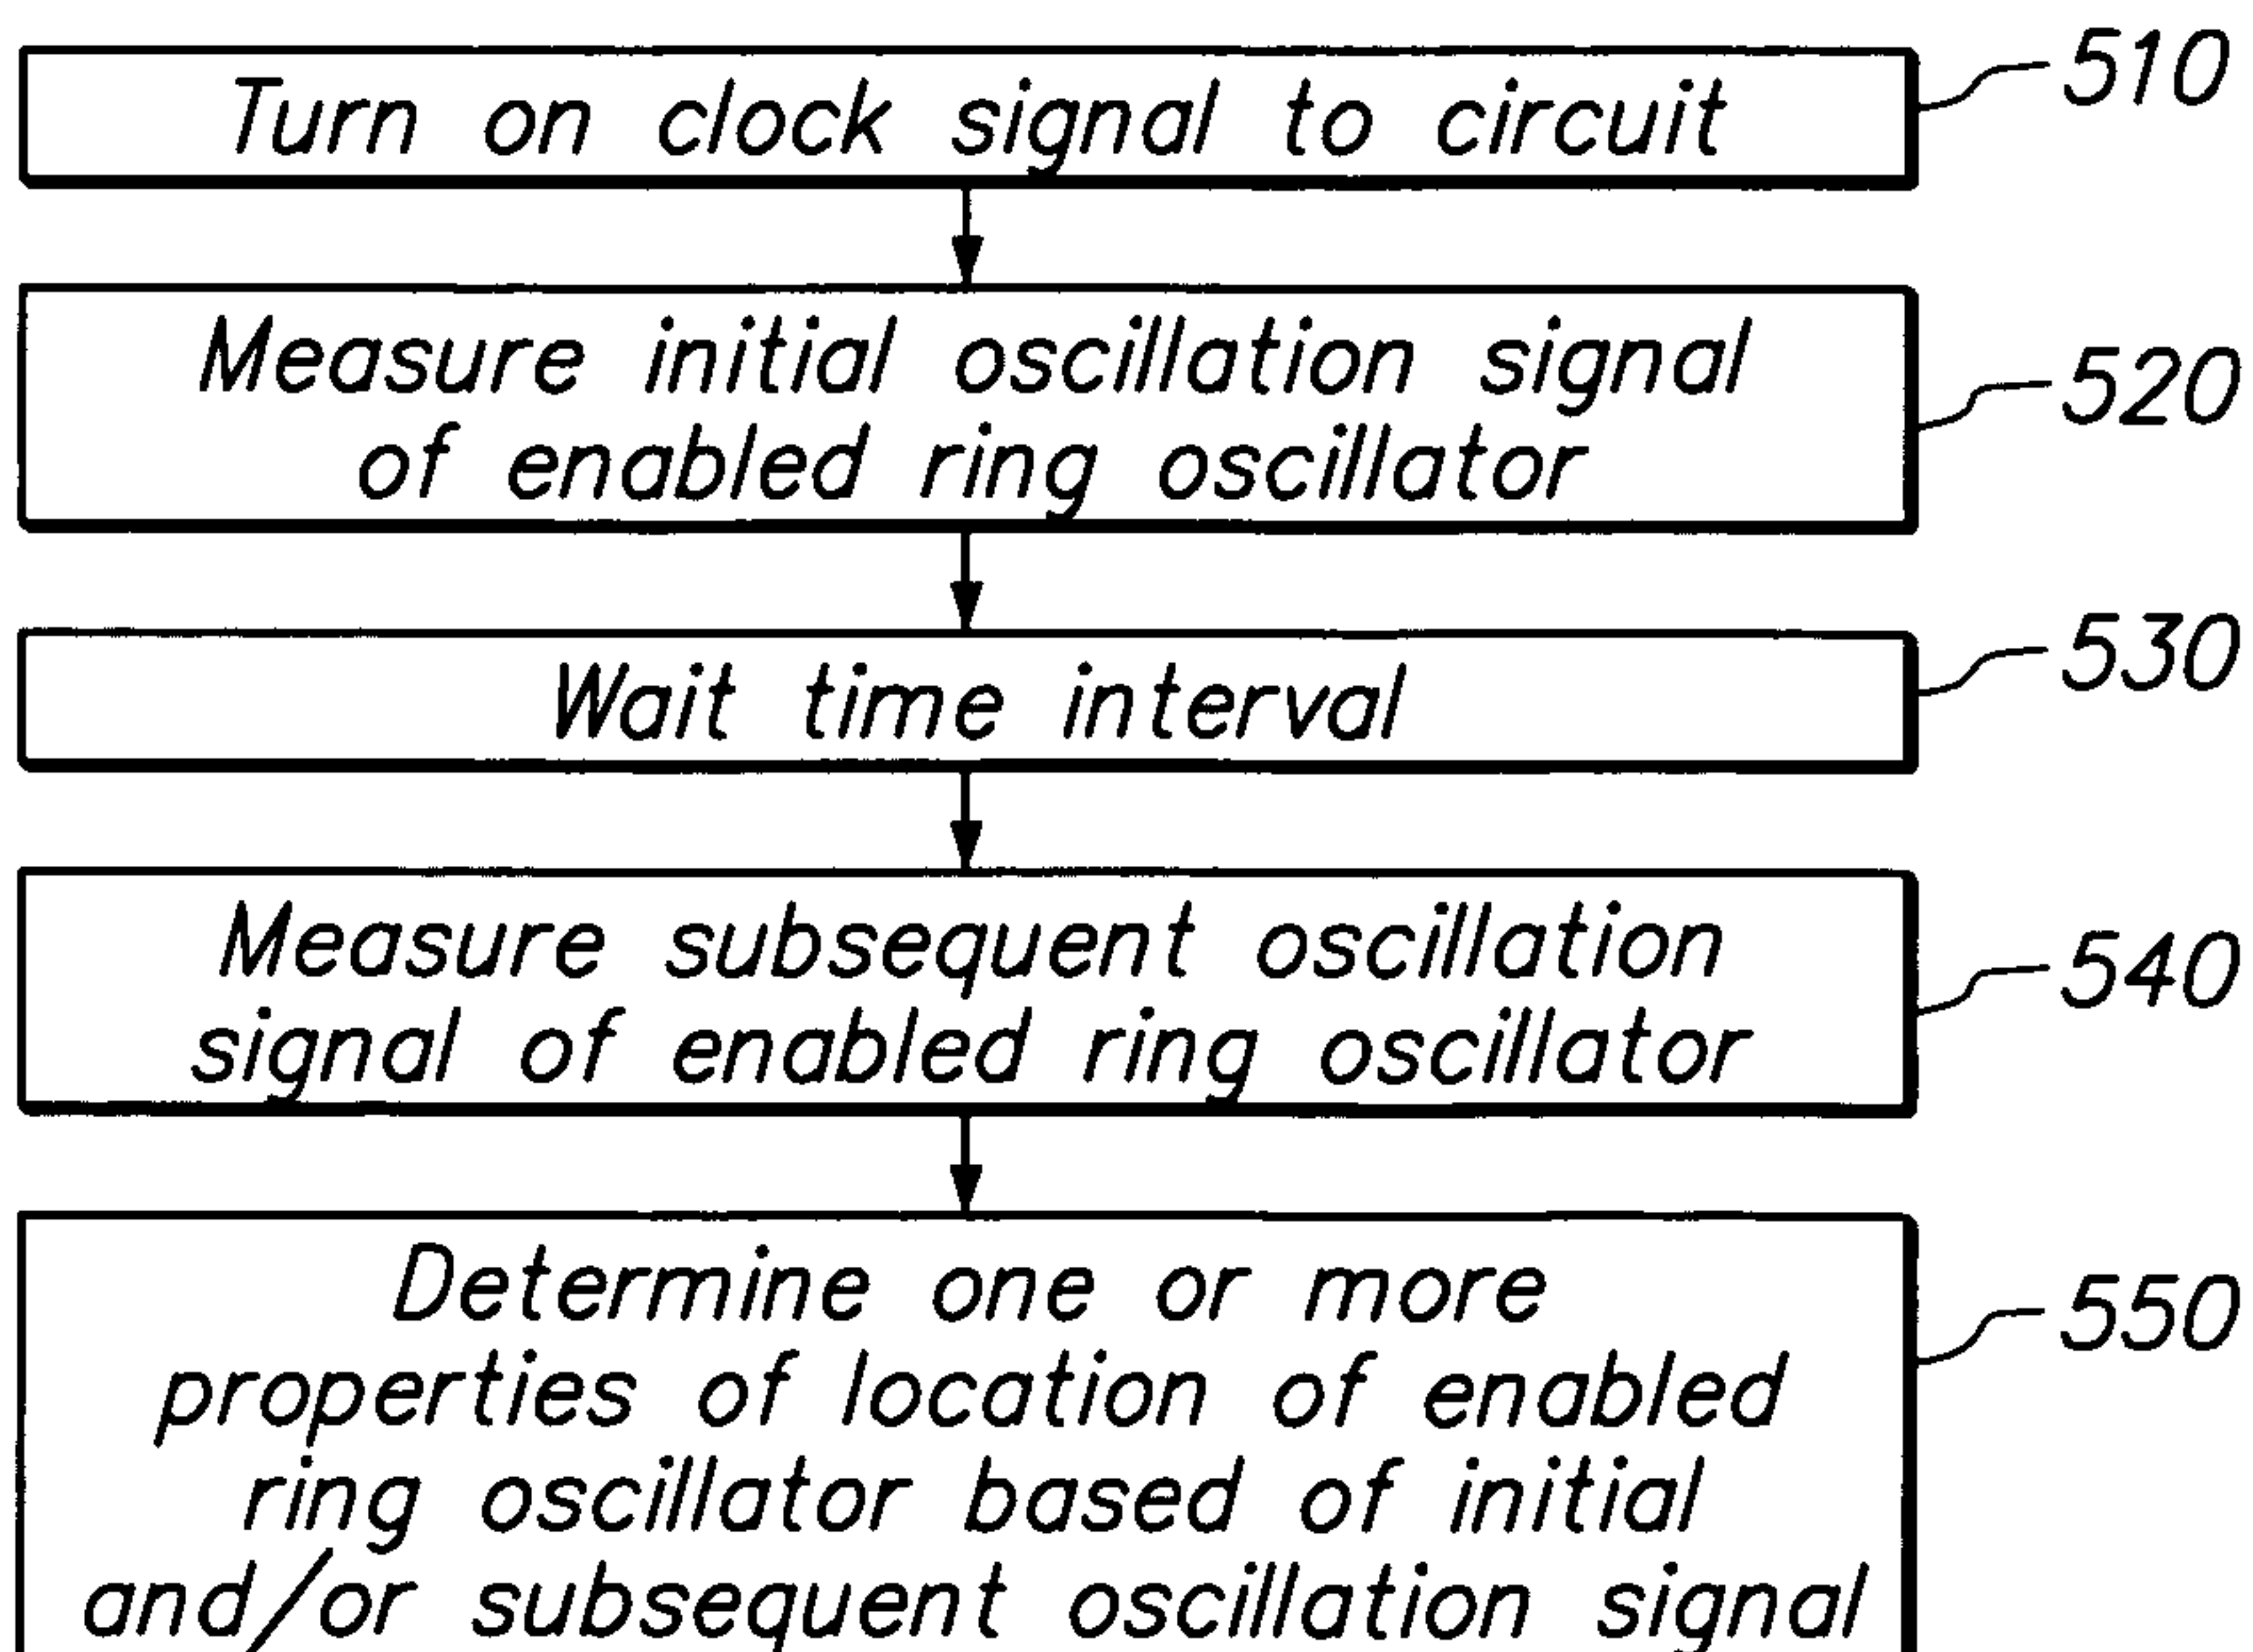 Turn on clock signal to circuit
510
Measure initial oscillation signal
of enabled ring oscillator
520
Wait time interval
530
Measure subsequent oscillation
signal of enabled ring oscillator
540
Determine one or more
properties of location of enabled
ring oscillator based of initial
and/or subsequent oscillation signal
550